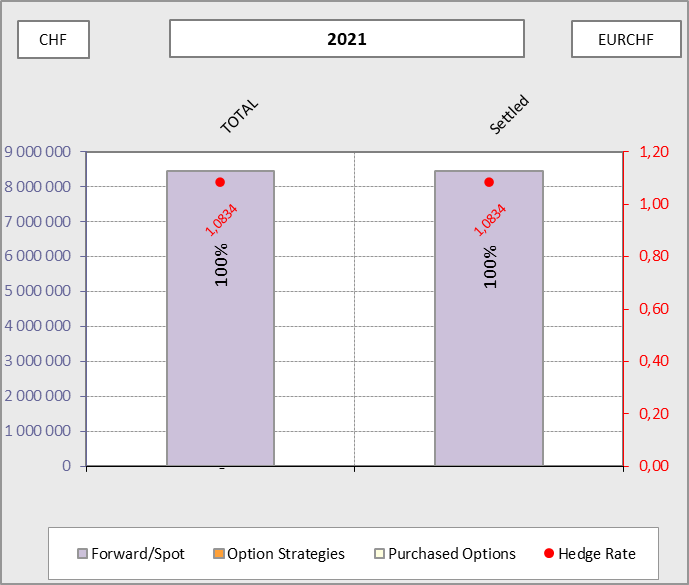 CHF
2021
EURCHF
TOTAL
Settled
9 000 000
8 000 000
7 000 000
6 000 000
5 000 000
4 000 000
3 000 000
2 000 000
1 000 000
0
1,0834
100%
1,0834
100%
1,20
1,00
0,80
0,60
0,40
0,20
0,00
Forward/Spot
Option Strategies
Purchased Options
Hedge Rate